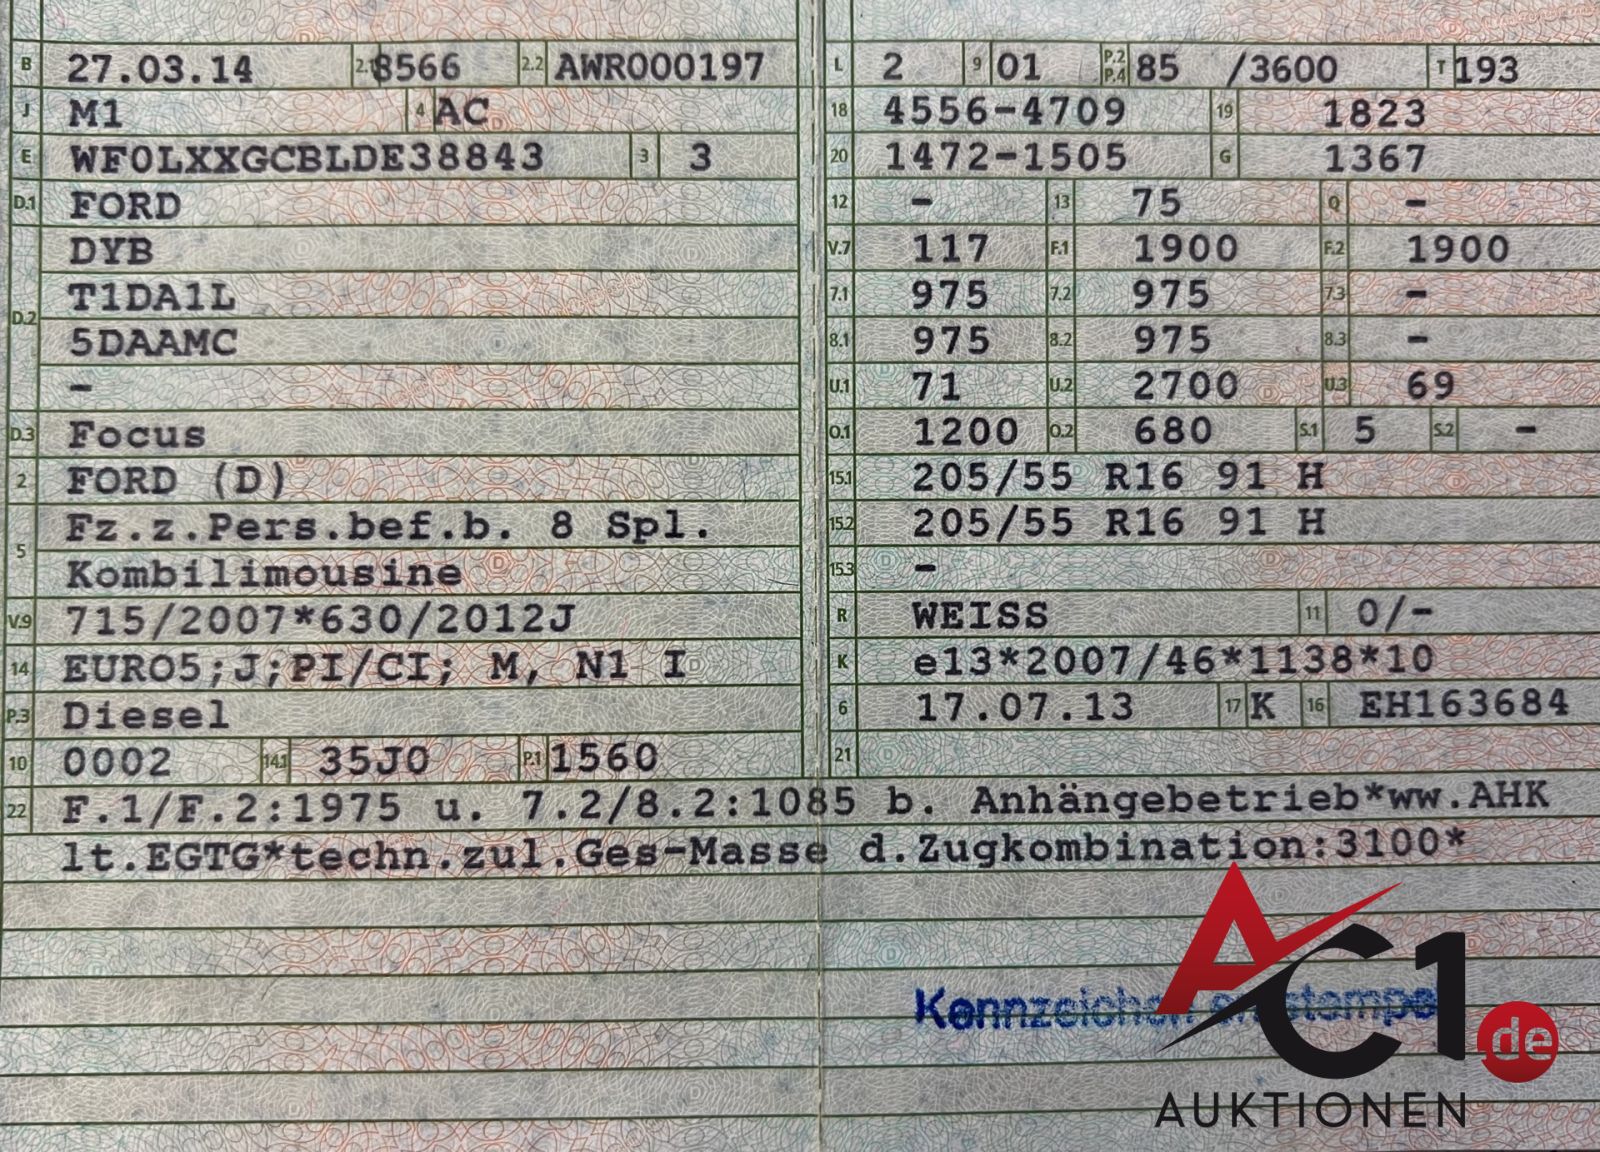 B 27.03.14 2.1 8566 2.2 AWR000197
J M1 4 AC
E WF0LXXGCBLDE38843 3 3
D.1 FORD
DYB
D.2 T1DA1L
5DAAMC
-
D.3 Focus
2 FORD (D)
5 Fz.z.Pers.bef.b. 8 Spl.
Kombilimousine
V.9 715/2007*630/2012J
14 EURO5;J;PI/CI; M, N1 I
P.3 Diesel
10 0002 14.1 35J0 P.1 1560
L 2 9 01 P.2 P.4 85 /3600 T 193
18 4556-4709 19 1823
20 1472-1505 G 1367
12 - 13 75 Q -
V.7 117 F.1 1900 F.2 1900
7.1 975 7.2 975 7.3 -
8.1 975 8.2 975 8.3 -
U.1 71 U.2 2700 U.3 69
O.1 1200 O.2 680 S.1 5 S.2 -
15.1 205/55 R16 91 H
15.2 205/55 R16 91 H
15.3 -
R WEISS 11 0/-
K e13*2007/46*1138*10
6 17.07.13 17 K 16 EH163684
21
22 F.1/F.2:1975 u. 7.2/8.2:1085 b. Anhängebetrieb*ww.AHK
lt.EGTG*techn.zul.Ges-Masse d.Zugkombination:3100*
Kennzeichen
AC1.de
AUKTIONEN